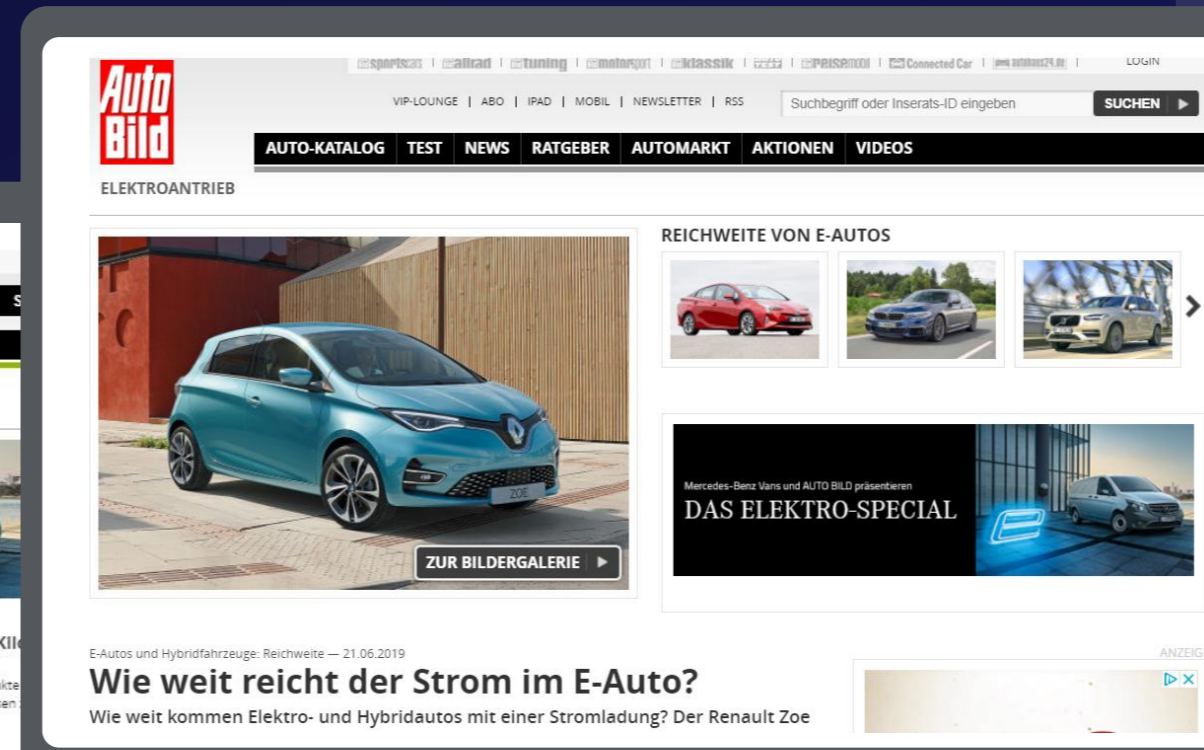 sportscars | allrad | tuning | motorsport | klassik | | reisemobil | Connected Car | autohaus24.de | LOGIN
Auto
Bild
VIP-LOUNGE | ABO | IPAD | MOBIL | NEWSLETTER | RSS
Suchbegriff oder Inserats-ID eingeben
SUCHEN
AUTO-KATALOG TEST NEWS RATGEBER AUTOMARKT AKTIONEN VIDEOS
ELEKTROANTRIEB
REICHWEITE VON E-AUTOS
ZOE
ZUR BILDERGALERIE
Mercedes-Benz Vans und AUTO BILD präsentieren
DAS ELEKTRO-SPECIAL
E-Autos und Hybridfahrzeuge: Reichweite — 21.06.2019
ANZEIG
Wie weit reicht der Strom im E-Auto?
Wie weit kommen Elektro- und Hybridautos mit einer Stromladung? Der Renault Zoe